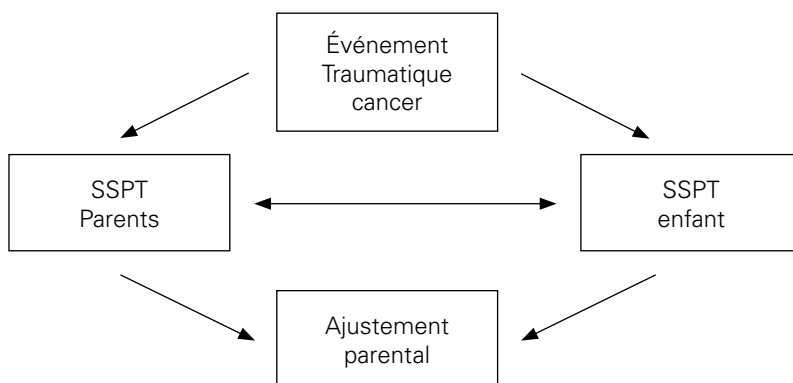 Événement
Traumatique
cancer
SSPT
Parents
SSPT
enfant
Ajustement
parental